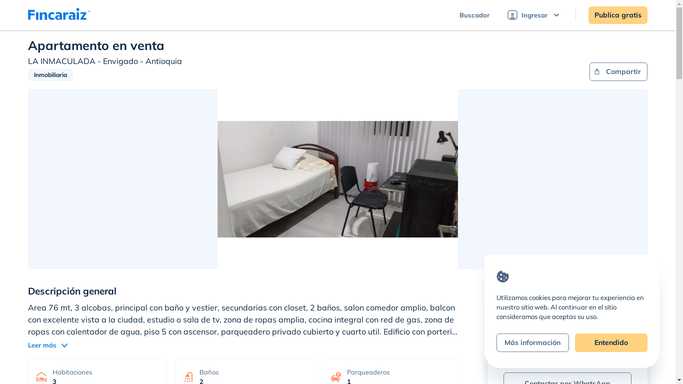 Fincaraiz
Buscador
Ingresar
Publica gratis
Apartamento en venta
LA INMACULADA - Envigado - Antioquia
Inmobiliaria
Compartir
Descripción general
Area 76 mt, 3 alcobas, principal con baño y vestier, secundarias con closet, 2 baños, salon comedor amplio, balcon
con excelente vista a la ciudad, estudio o sala de tv, zona de ropas amplia, cocina integral con red de gas, zona de
ropas con calentador de agua, piso 5 con ascensor, parqueadero privado cubierto y cuarto util. Edificio con porteri...
Leer más
Utilizamos cookies para mejorar tu experiencia en
nuestro sitio web. Al continuar en el sitio
consideramos que aceptas su uso.
Más información
Entendido
Habitaciones
3
Baños
2
Parqueaderos
1
Contactar por WhatsApp